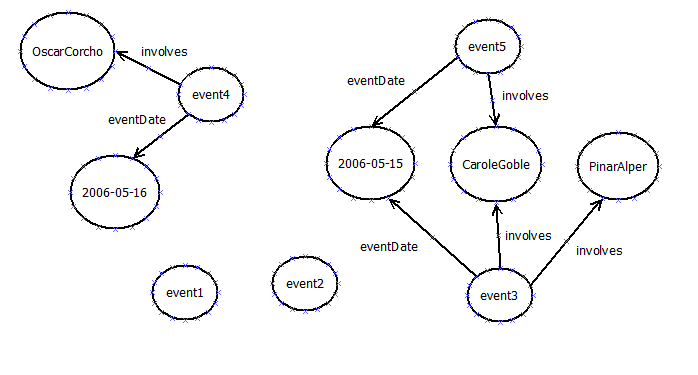 OscarCorcho
involves
event4
eventDate
2006-05-16
event5
eventDate
involves
2006-05-15
CaroleGoble
PinarAlper
eventDate
involves
involves
event1
event2
event3